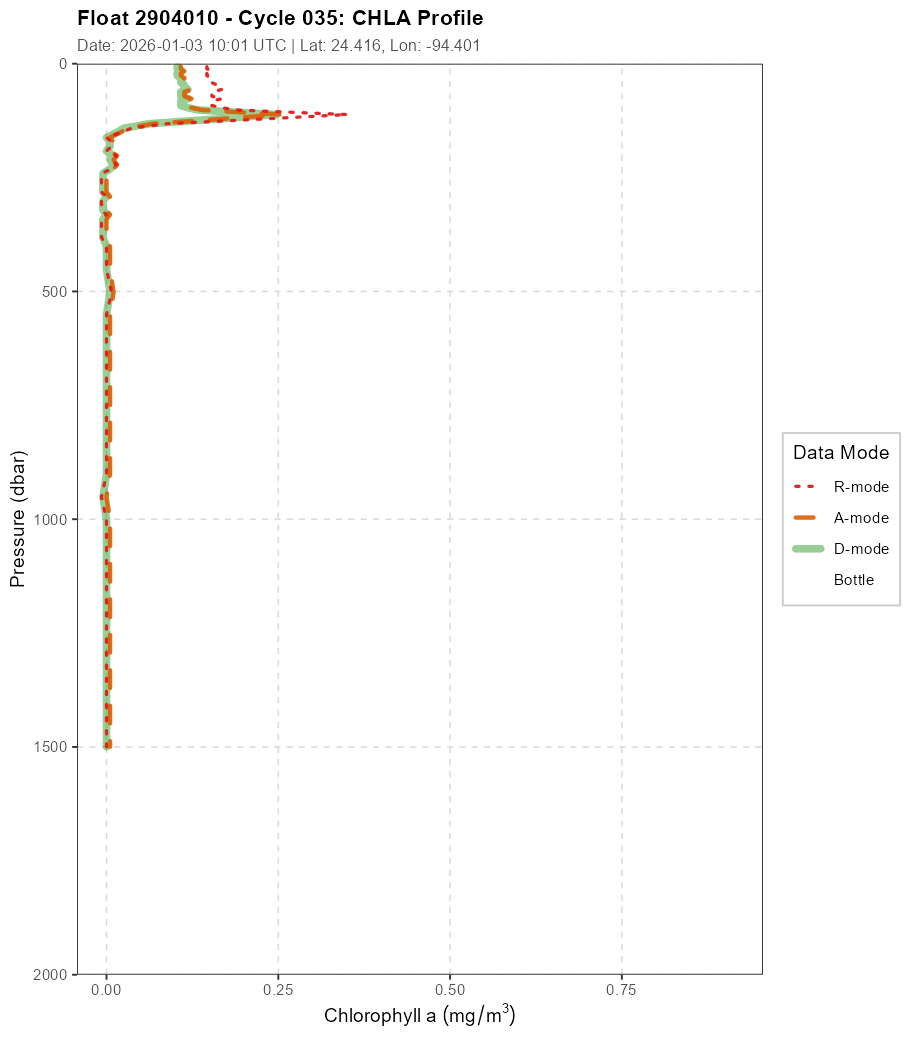 Float 2904010 - Cycle 035: CHLA Profile
Date: 2026-01-03 10:01 UTC | Lat: 24.416, Lon: -94.401
0
500
1000
1500
2000
Pressure (dbar)
0.00
0.25
0.50
0.75
Chlorophyll a (mg/m³)
Data Mode
R-mode
A-mode
D-mode
Bottle